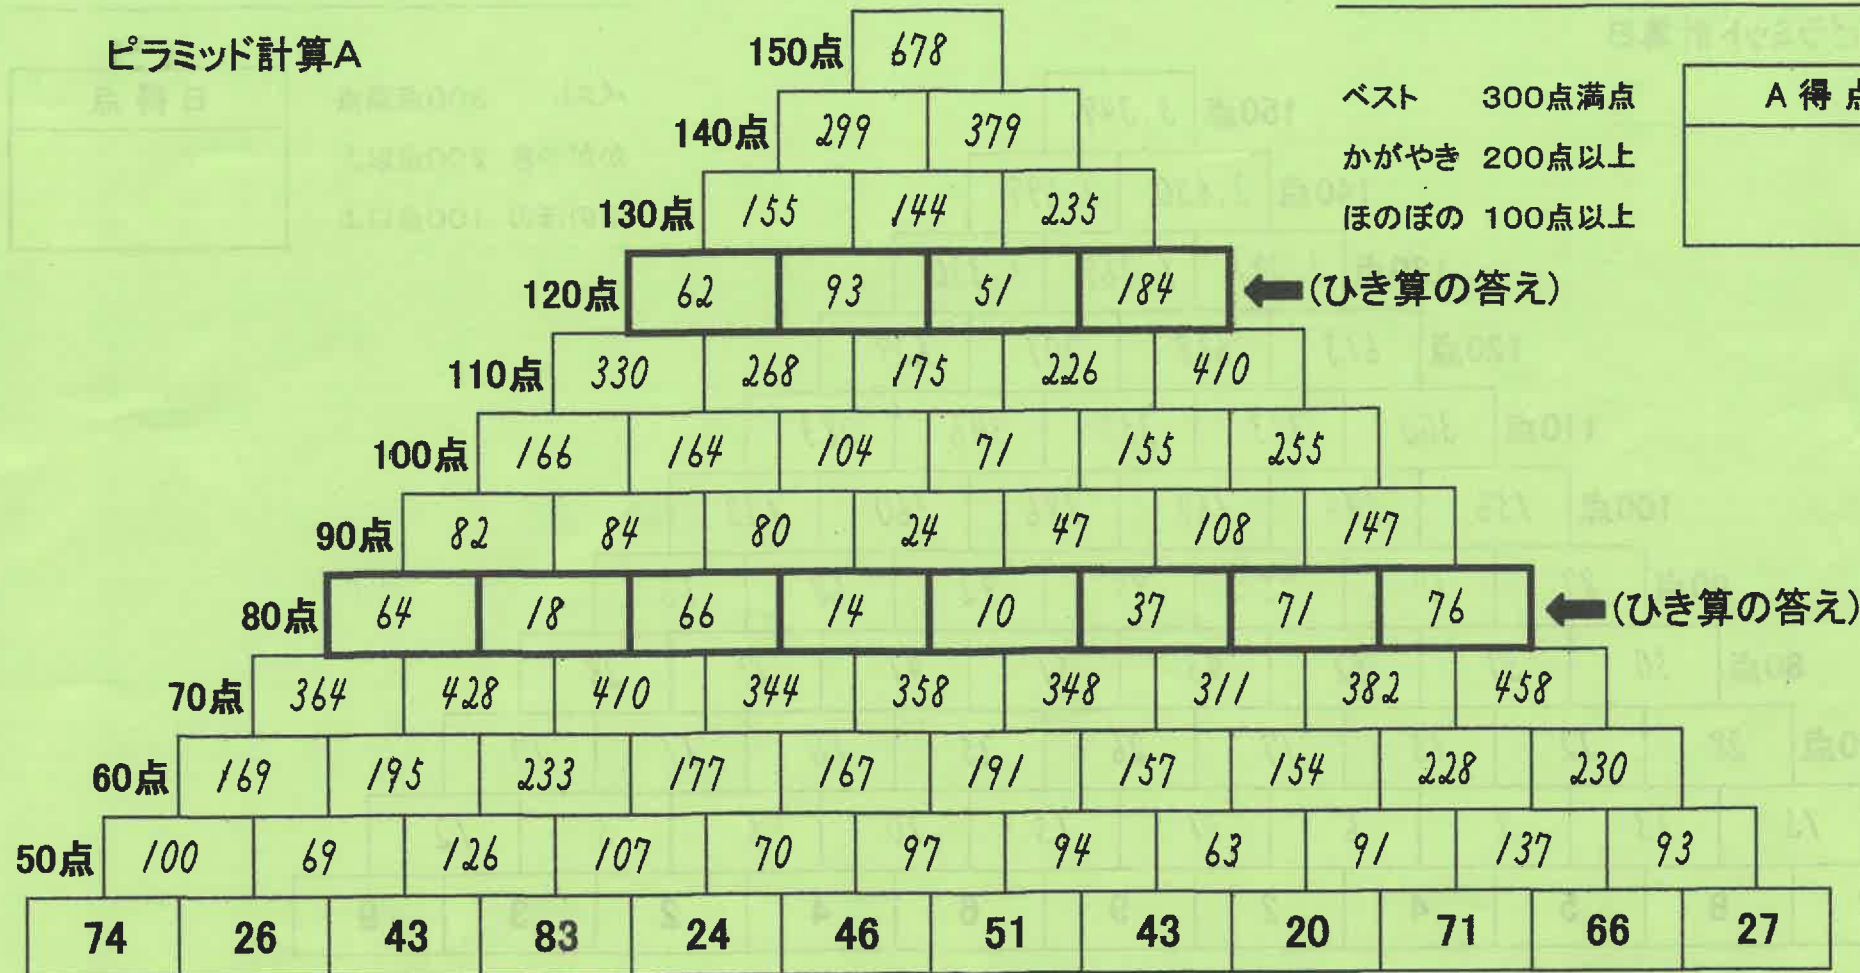 ピラミッド計算A
150点 678
140点 299 379
ベスト 300点満点
A 得 点
かがやき 200点以上
130点 155 144 235
ほのぼの 100点以上
120点 62 93 51 184 ←(ひき算の答え)
110点 330 268 175 226 410
100点 166 164 104 71 155 255
90点 82 84 80 24 47 108 147
80点 64 18 66 14 10 37 71 76 ←(ひき算の答え)
70点 364 428 410 344 358 348 311 382 458
60点 169 195 233 177 167 191 157 154 228 230
50点 100 69 126 107 70 97 94 63 91 137 93
74 26 43 83 24 46 51 43 20 71 66 27